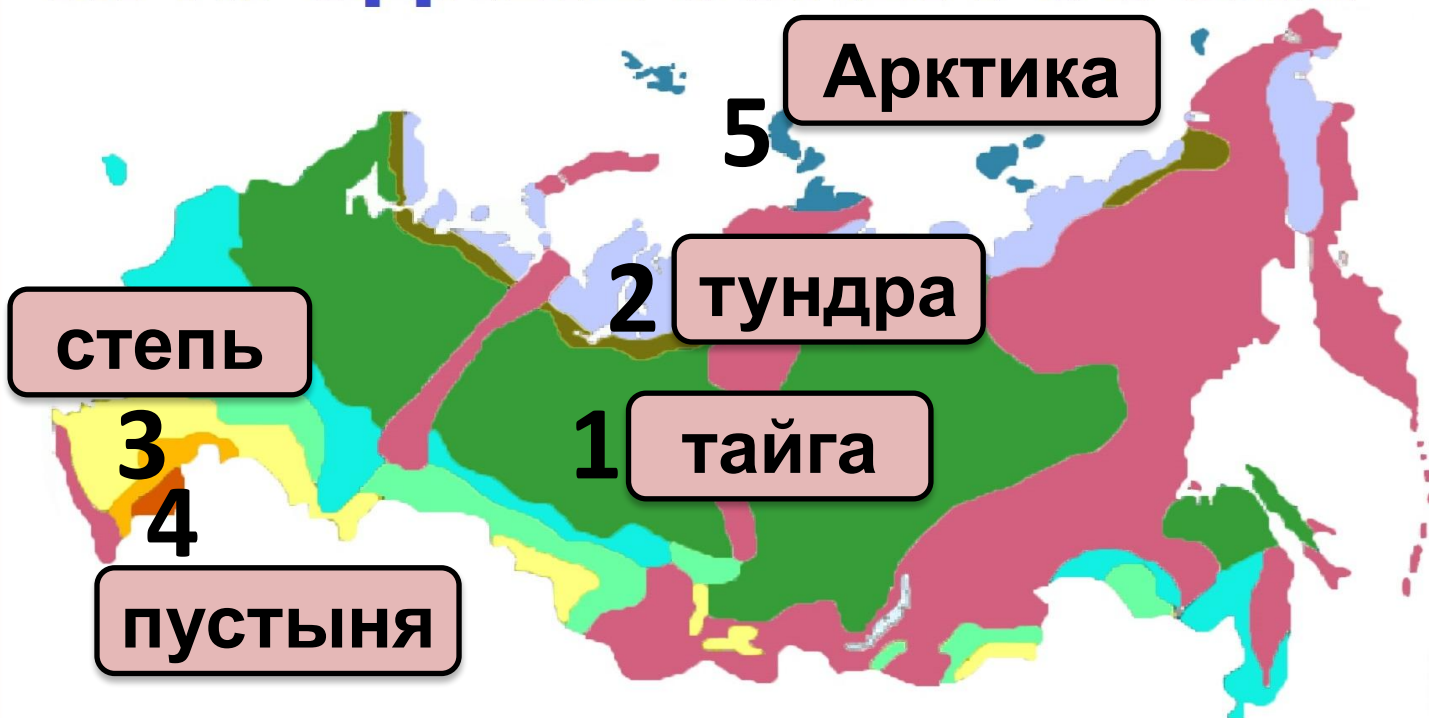 Арктика
5
2 тундра
степь
3
1 тайга
4
пустыня